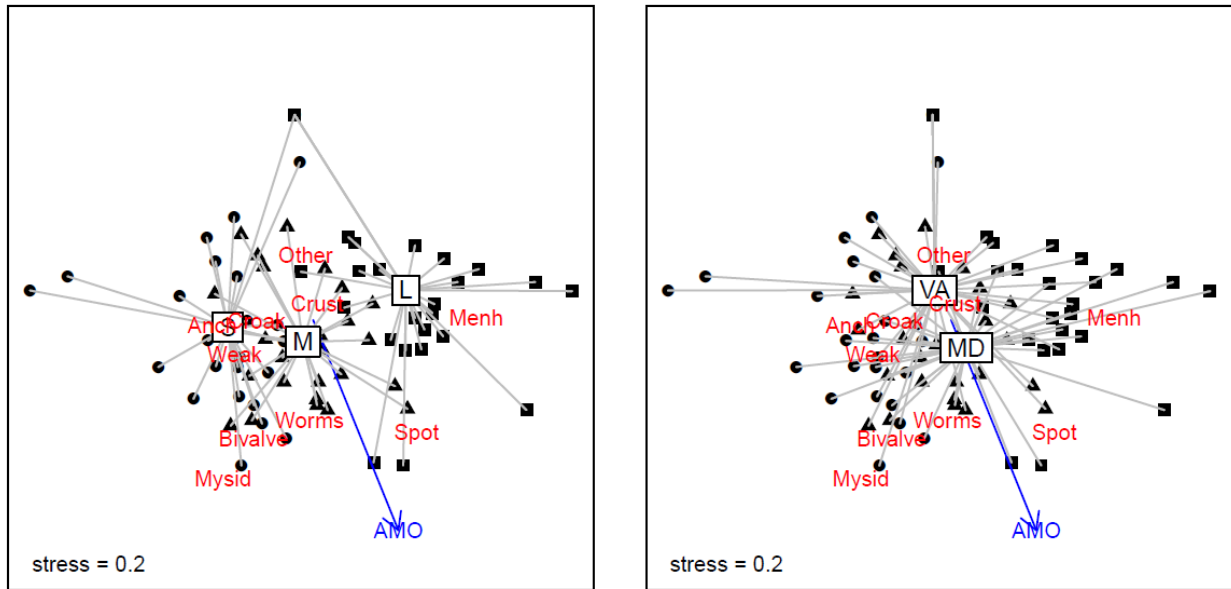 Other
L
Crust
Menh
S
Anch
Croak
M
Weak
Worms
Spot
Bivalve
Mysid
AMO
stress = 0.2
Other
VA
Crust
Menh
Anch
Croak
MD
Weak
Worms
Spot
Bivalve
Mysid
AMO
stress = 0.2